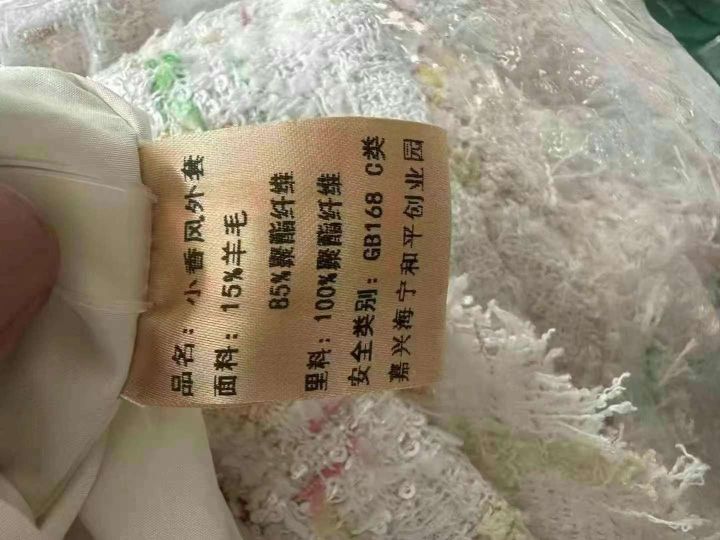 品名：小香风外套
面料：15%羊毛
85%聚酯纤维
里料：100%聚酯纤维
安全类别：GB168 C类
嘉兴海宁和平创业园